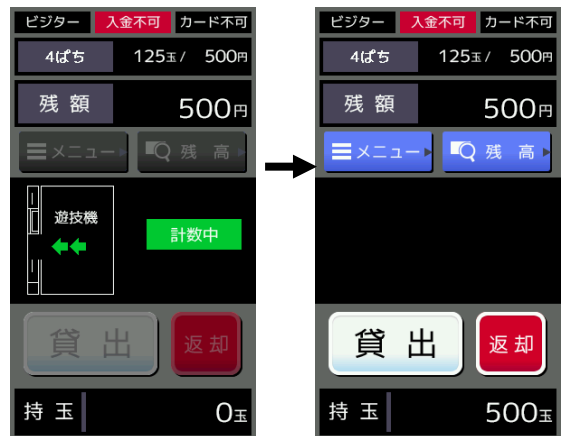 ビジター 入金不可 カード不可
4ぱち 125玉/ 500円
残額 500円
メニュー 残高
遊技機
計数中
貸出 返却
持玉 0玉
ビジター 入金不可 カード不可
4ぱち 125玉/ 500円
残額 500円
メニュー 残高
貸出 返却
持玉 500玉